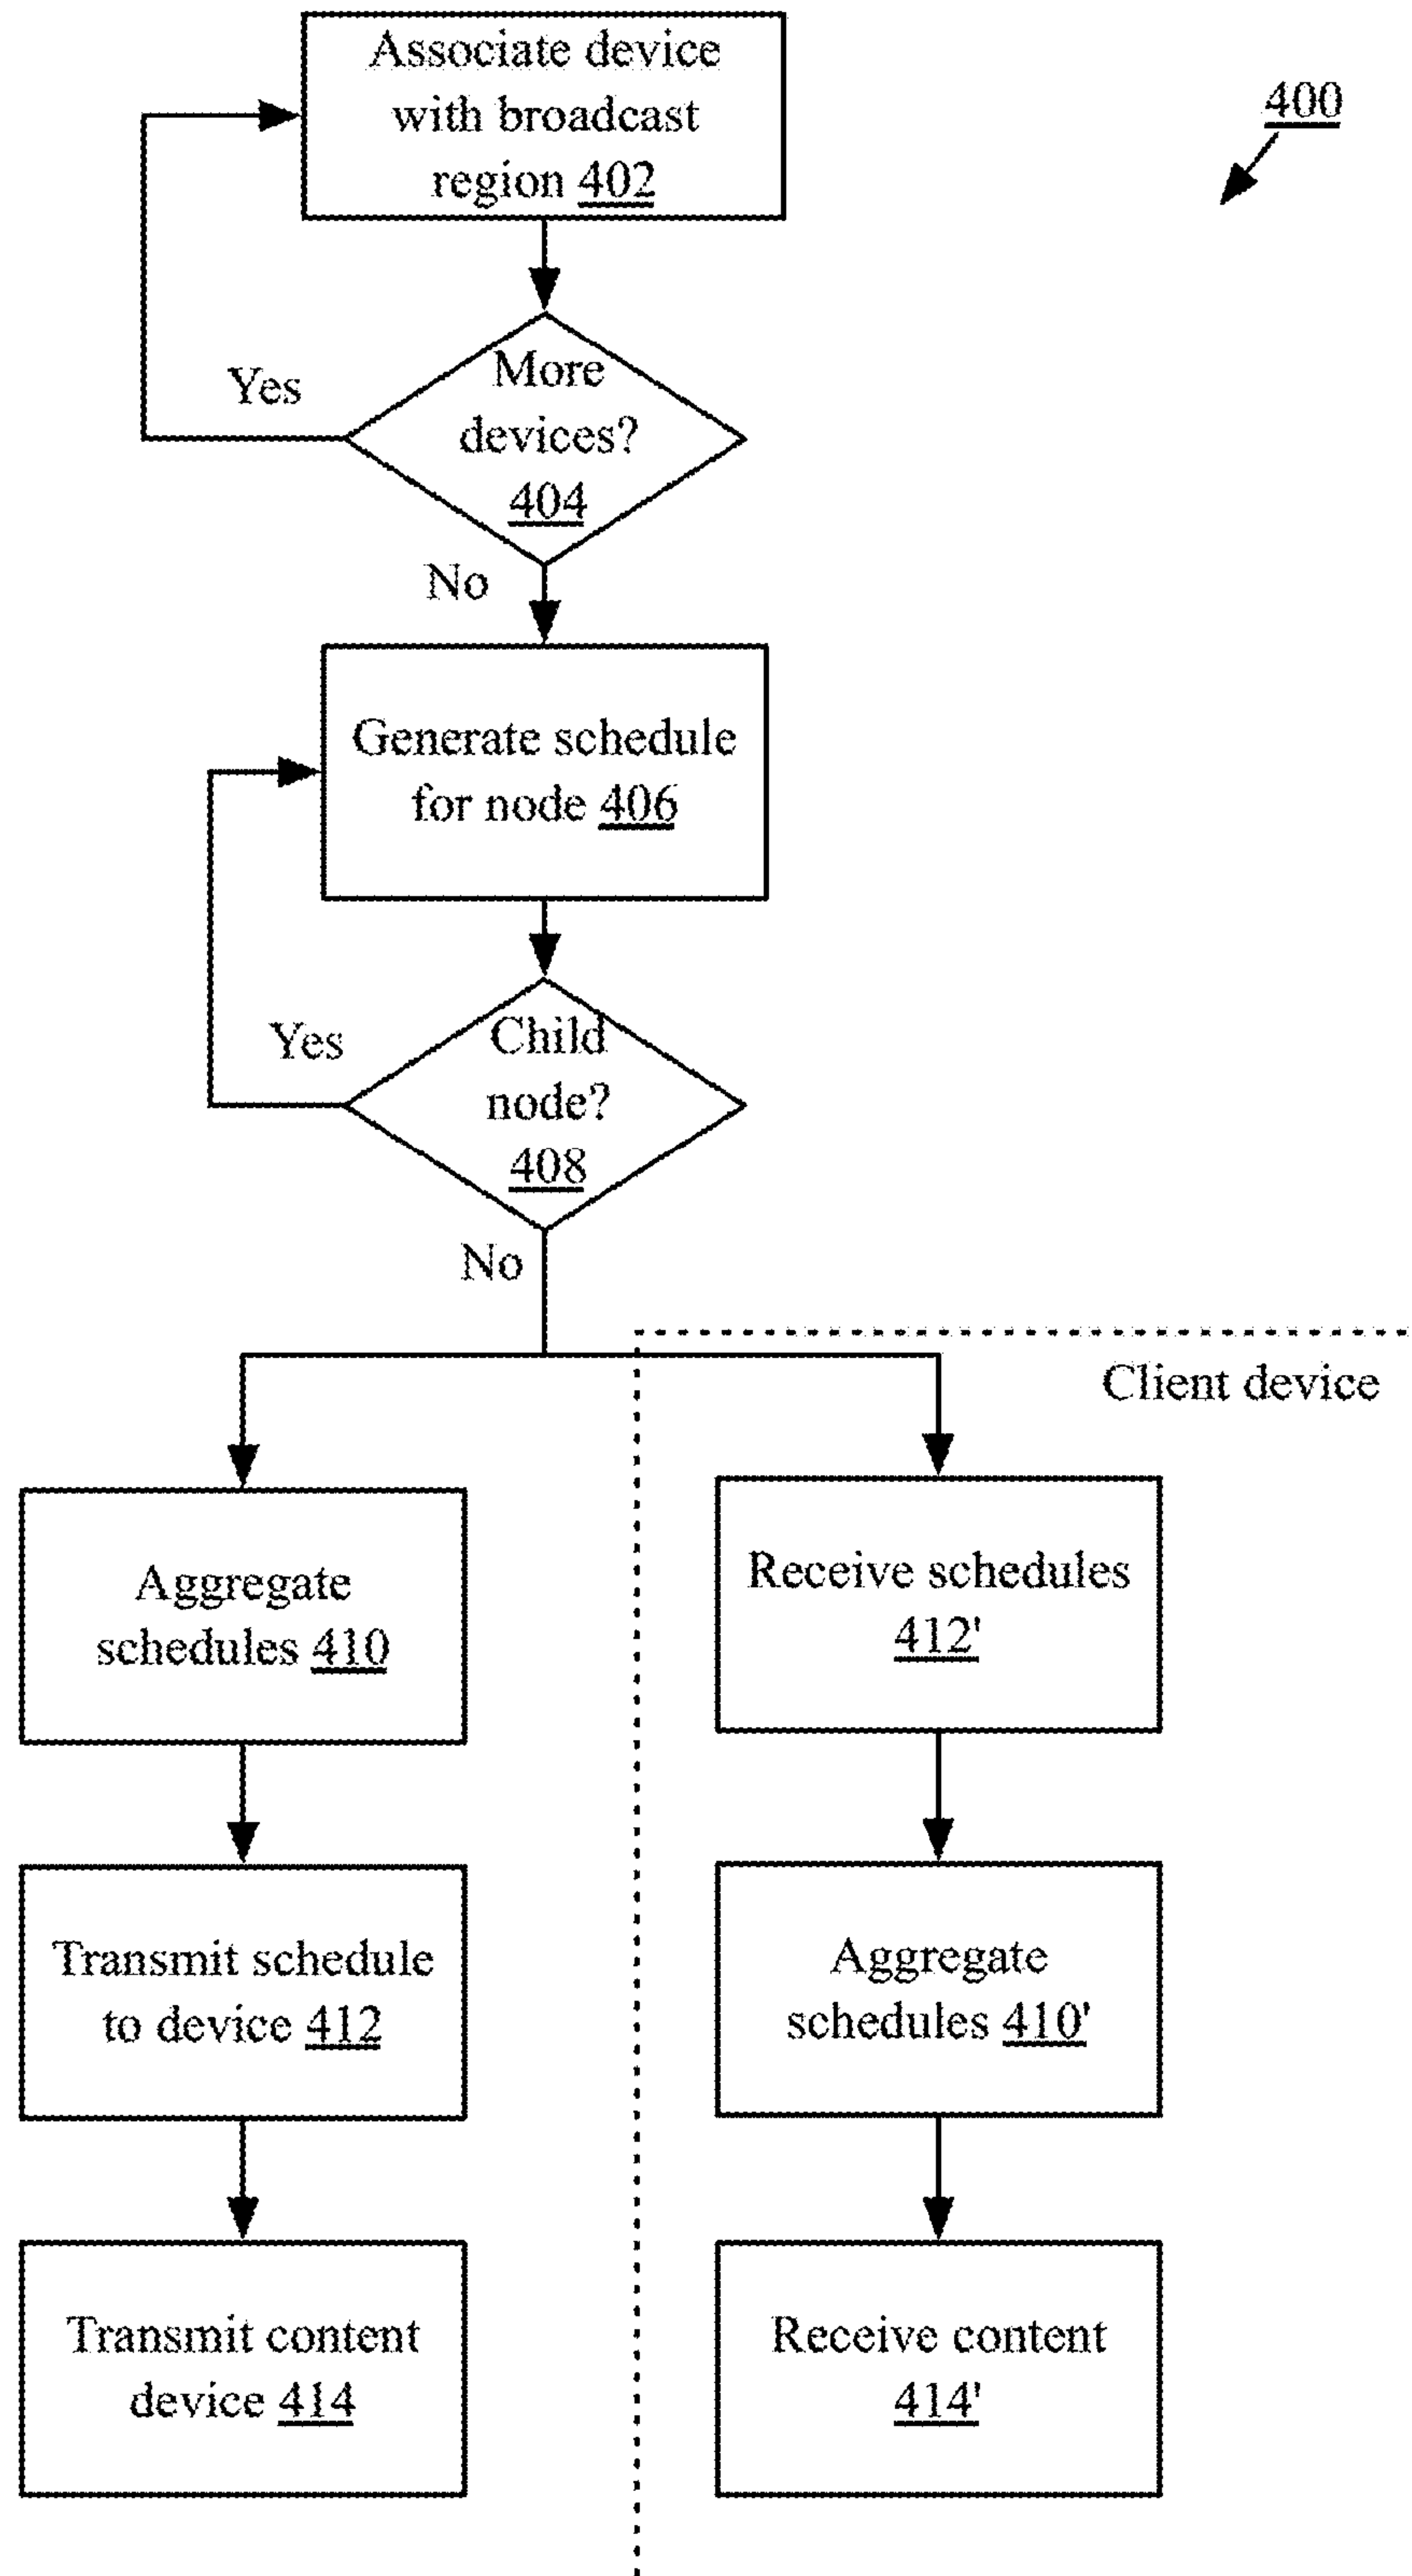 Associate device
with broadcast
region 402
400
More
devices?
404
Yes
No
Generate schedule
for node 406
Child
node?
408
Yes
No
Client device
Aggregate
schedules 410
Receive schedules
412'
Transmit schedule
to device 412
Aggregate
schedules 410'
Transmit content
device 414
Receive content
414'